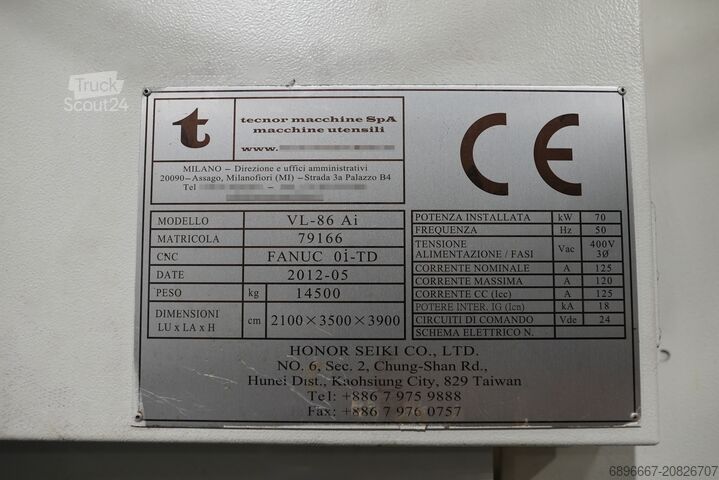 Truck
Scout24
t
tecnor macchine SpA
macchine utensili
www.
MILANO – Direzione e uffici amministrativi
20090–Assago, Milanofiori (MI) –Strada 3a Palazzo B4
Tel –
CE
MODELLO VL-86 Ai
MATRICOLA 79166
CNC FANUC 0i-TD
DATE 2012-05
PESO kg 14500
DIMENSIONI
LU x LA x H cm 2100×3500×3900
POTENZA INSTALLATA kW 70
FREQUENZA Hz 50
TENSIONE
ALIMENTAZIONE / FASI Vac 400V
3Ø
CORRENTE NOMINALE A 125
CORRENTE MASSIMA A 120
CORRENTE CC (Icc) A 125
POTERE INTER. IG (Icn) kA 18
CIRCUITI DI COMANDO Vdc 24
SCHEMA ELETTRICO N.
HONOR SEIKI CO., LTD.
NO. 6, Sec. 2, Chung-Shan Rd.,
Hunei Dist., Kaohsiung City, 829 Taiwan
Tel: +886 7 975 9888
Fax: +886 7 976 0757
6896667-20826707